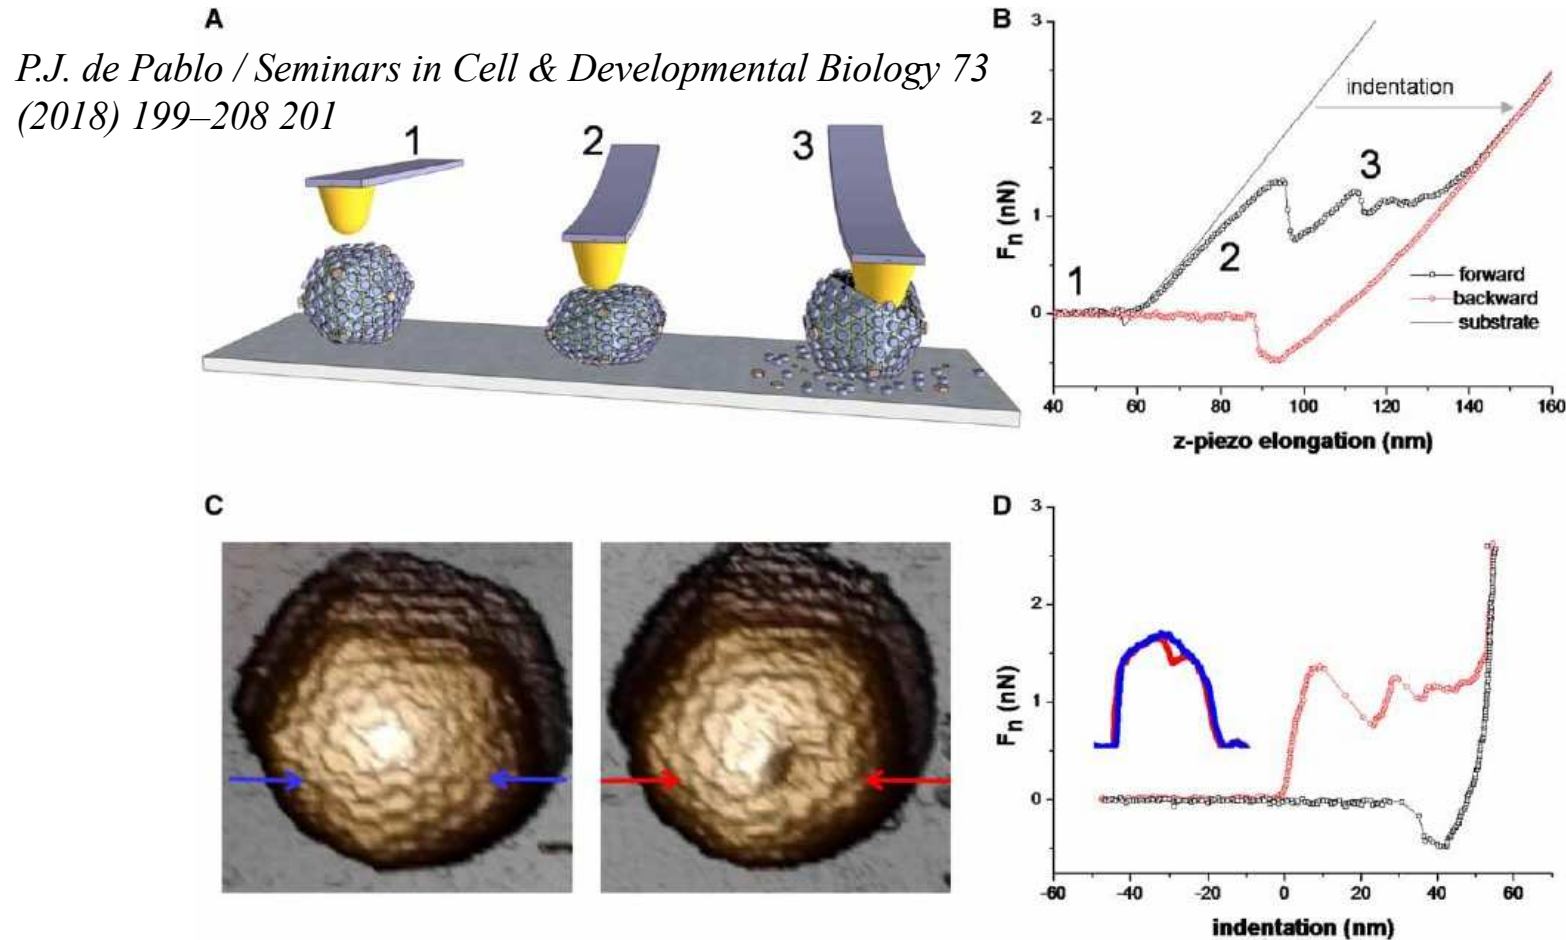 A
P.J. de Pablo / Seminars in Cell & Developmental Biology 73
(2018) 199–208 201
1
2
3
B
3
2
1
0
F_n (nN)
indentation
1
2
3
forward
backward
substrate
40
60
80
100
120
140
160
z-piezo elongation (nm)
C
D
3
2
1
0
F_n (nN)
-60
-40
-20
0
20
40
60
indentation (nm)